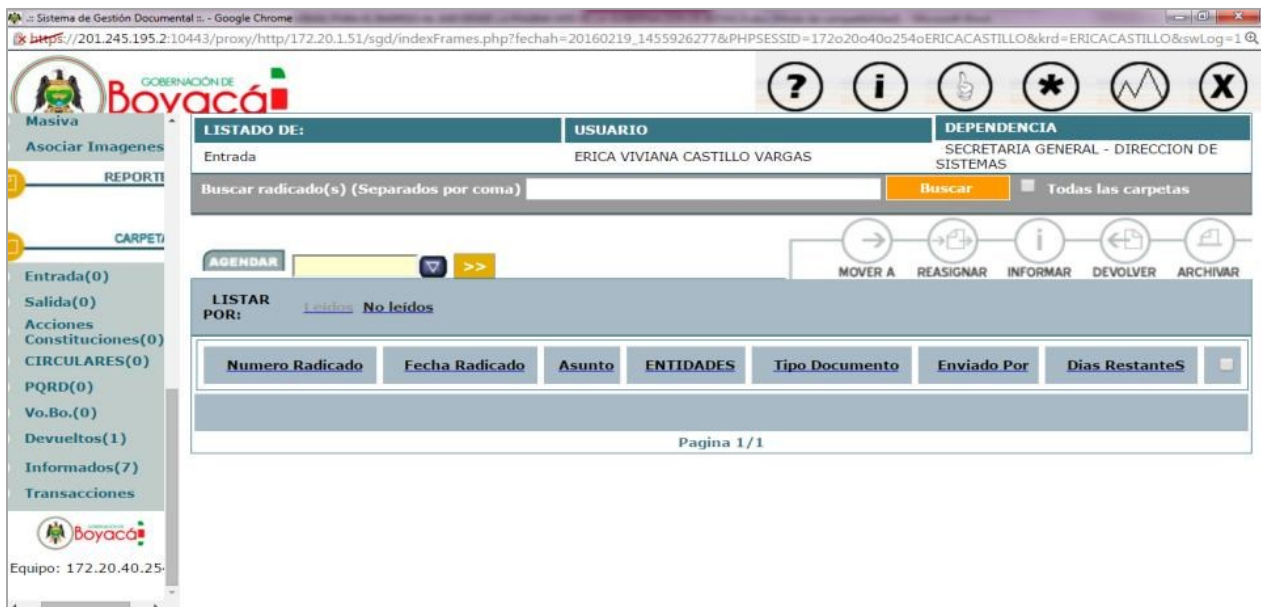 .:: Sistema de Gestión Documental ::. - Google Chrome
https://201.245.195.2:10443/proxy/http/172.20.1.51/sgd/indexFrames.php?fechah=20160219_1455926277&PHPSESSID=172o20o40o254oERICACASTILLO&krd=ERICACASTILLO&swLog=1
GOBERNACIÓN DE
Boyacá
? i * X
Masiva
Asociar Imagenes
REPORTE
CARPETA
Entrada(0)
Salida(0)
Acciones
Constituciones(0)
CIRCULARES(0)
PQRD(0)
Vo.Bo.(0)
Devueltos(1)
Informados(7)
Transacciones
Boyacá
Equipo: 172.20.40.254
LISTADO DE: USUARIO DEPENDENCIA
Entrada ERICA VIVIANA CASTILLO VARGAS SECRETARIA GENERAL - DIRECCION DE
SISTEMAS
Buscar radicado(s) (Separados por coma) Buscar Todas las carpetas
AGENDAR >>
MOVER A REASIGNAR INFORMAR DEVOLVER ARCHIVAR
LISTAR
POR: Leídos No leídos
Numero Radicado Fecha Radicado Asunto ENTIDADES Tipo Documento Enviado Por Dias RestanteS
Pagina 1/1